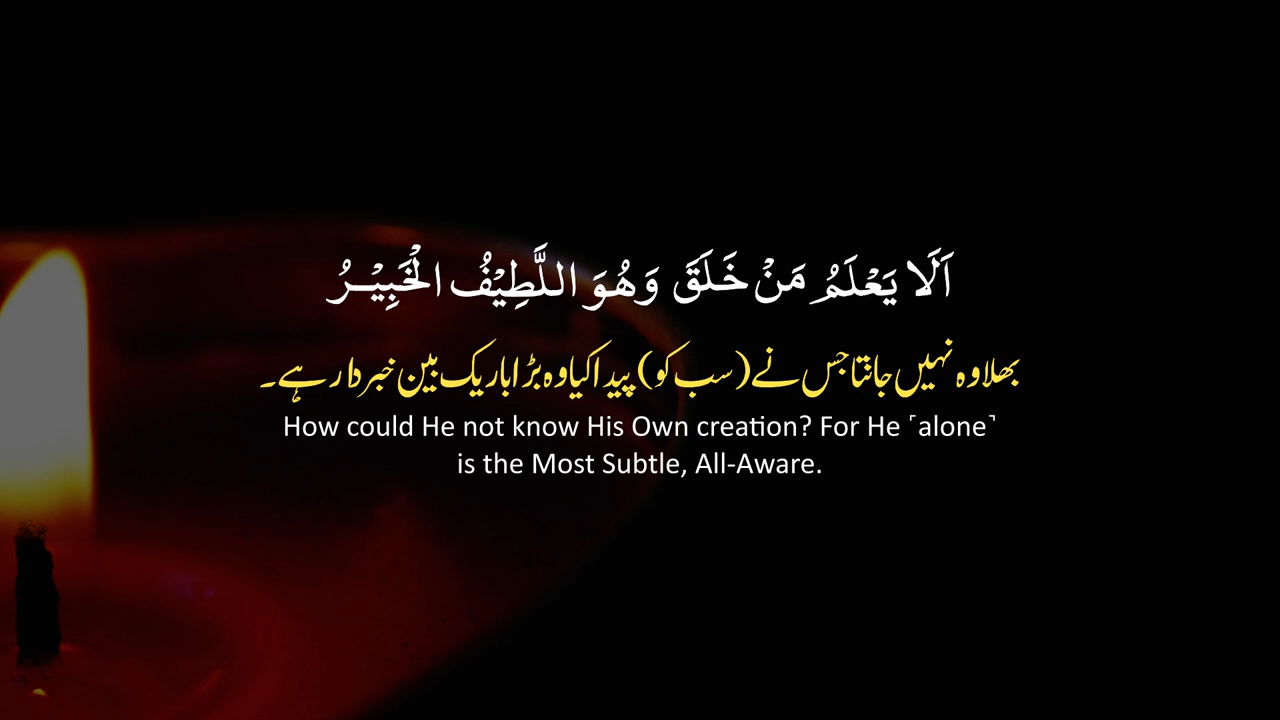 اَلَا يَعْلَمُ مَنْ خَلَقَ وَهُوَ اللَّطِيْفُ الْخَبِيْـرُ
بھلا وہ نہیں جانتا جس نے (سب کو) پیدا کیا وہ بڑا باریک بین خبردار ہے۔
How could He not know His Own creation? For He ˹alone˺
is the Most Subtle, All-Aware.